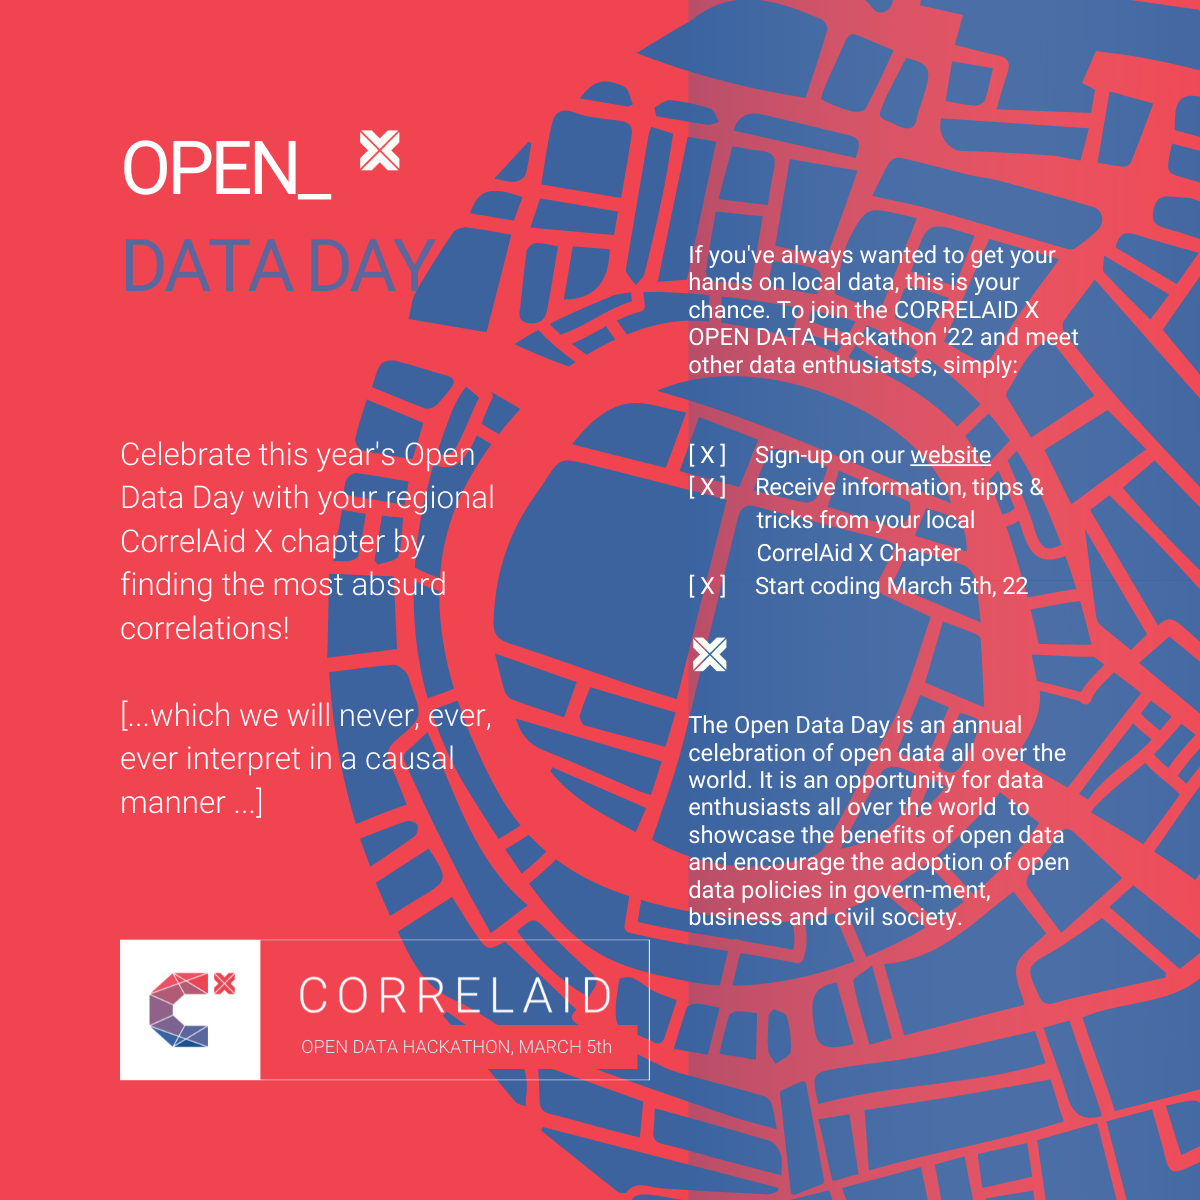 OPEN_
DATA DAY
Celebrate this year's Open
Data Day with your regional
CorrelAid X chapter by
finding the most absurd
correlations!
[...which we will never, ever,
ever interpret in a causal
manner ...]
CORRELAID
OPEN DATA HACKATHON, MARCH 5th
If you've always wanted to get your
hands on local data, this is your
chance. To join the CORRELAID X
OPEN DATA Hackathon '22 and meet
other data enthusiatsts, simply:
[ X ] Sign-up on our website
[ X ] Receive information, tipps &
tricks from your local
CorrelAid X Chapter
[ X ] Start coding March 5th, 22
The Open Data Day is an annual
celebration of open data all over the
world. It is an opportunity for data
enthusiasts all over the world  to
showcase the benefits of open data
and encourage the adoption of open
data policies in govern-ment,
business and civil society.